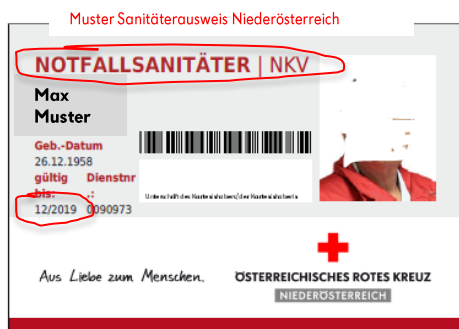 Muster Sanitäterausweis Niederösterreich
NOTFALLSANITÄTER | NKV
Max
Muster
Geb.-Datum
26.12.1958
gültig Dienstnr
bis: .:
12/2019 0090973
Unterschrift des Karteninhabers/der Karteninhaberin
Aus Liebe zum Menschen.
ÖSTERREICHISCHES ROTES KREUZ
NIEDERÖSTERREICH